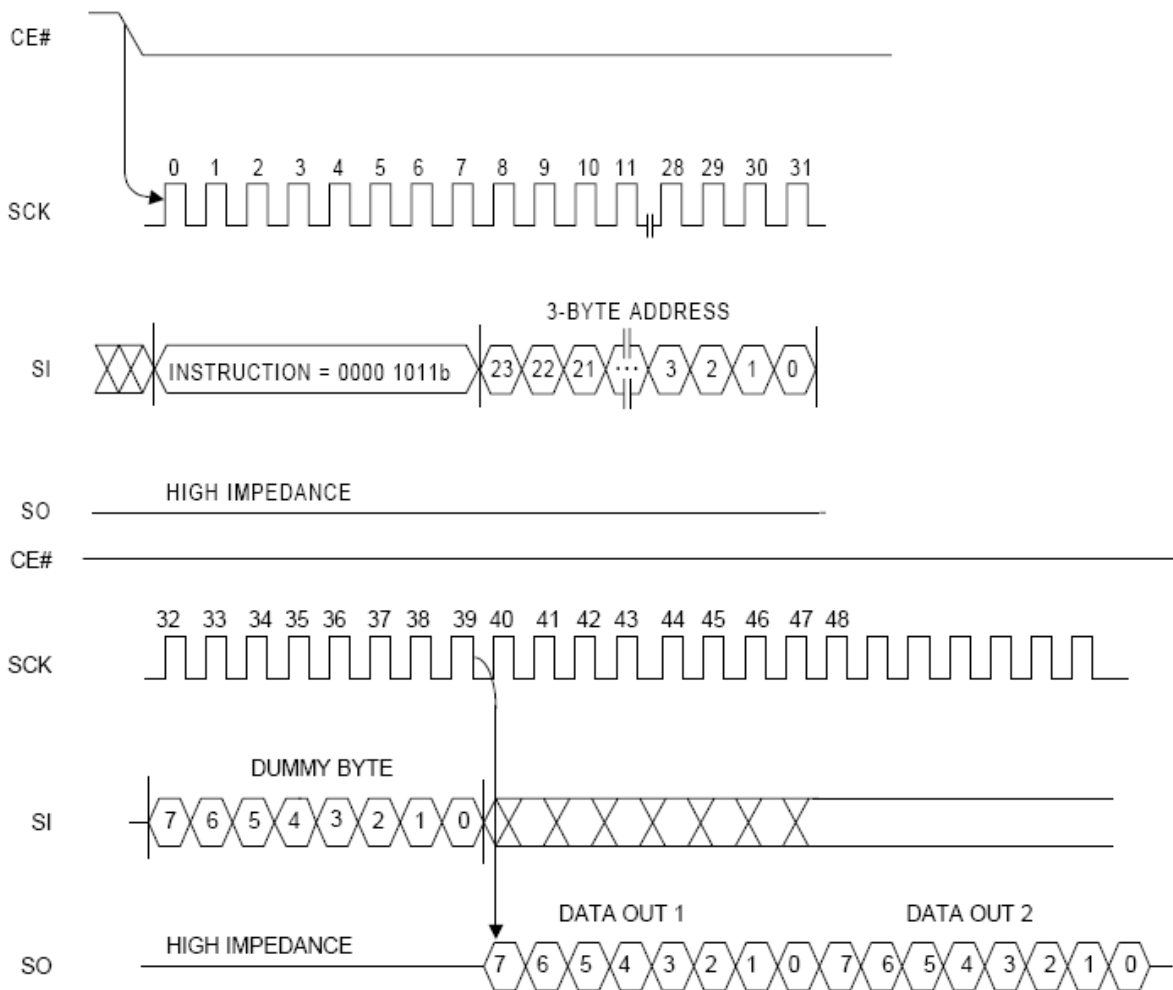 CE#
0 1 2 3 4 5 6 7 8 9 10 11 28 29 30 31
SCK
3-BYTE ADDRESS
SI INSTRUCTION = 0000 1011b 23 22 21 ... 3 2 1 0
HIGH IMPEDANCE
SO
CE#
32 33 34 35 36 37 38 39 40 41 42 43 44 45 46 47 48
SCK
DUMMY BYTE
SI 7 6 5 4 3 2 1 0
DATA OUT 1 DATA OUT 2
HIGH IMPEDANCE
SO 7 6 5 4 3 2 1 0 7 6 5 4 3 2 1 0